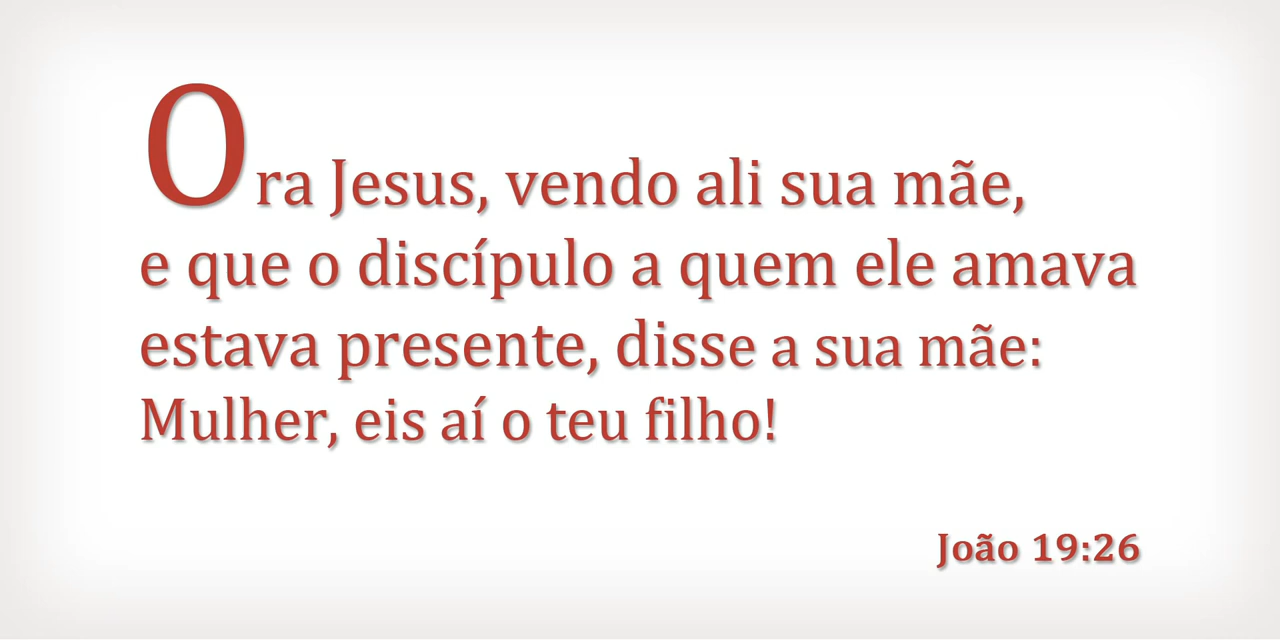 Ora Jesus, vendo ali sua mãe,
e que o discípulo a quem ele amava
estava presente, disse a sua mãe:
Mulher, eis aí o teu filho!
João 19:26